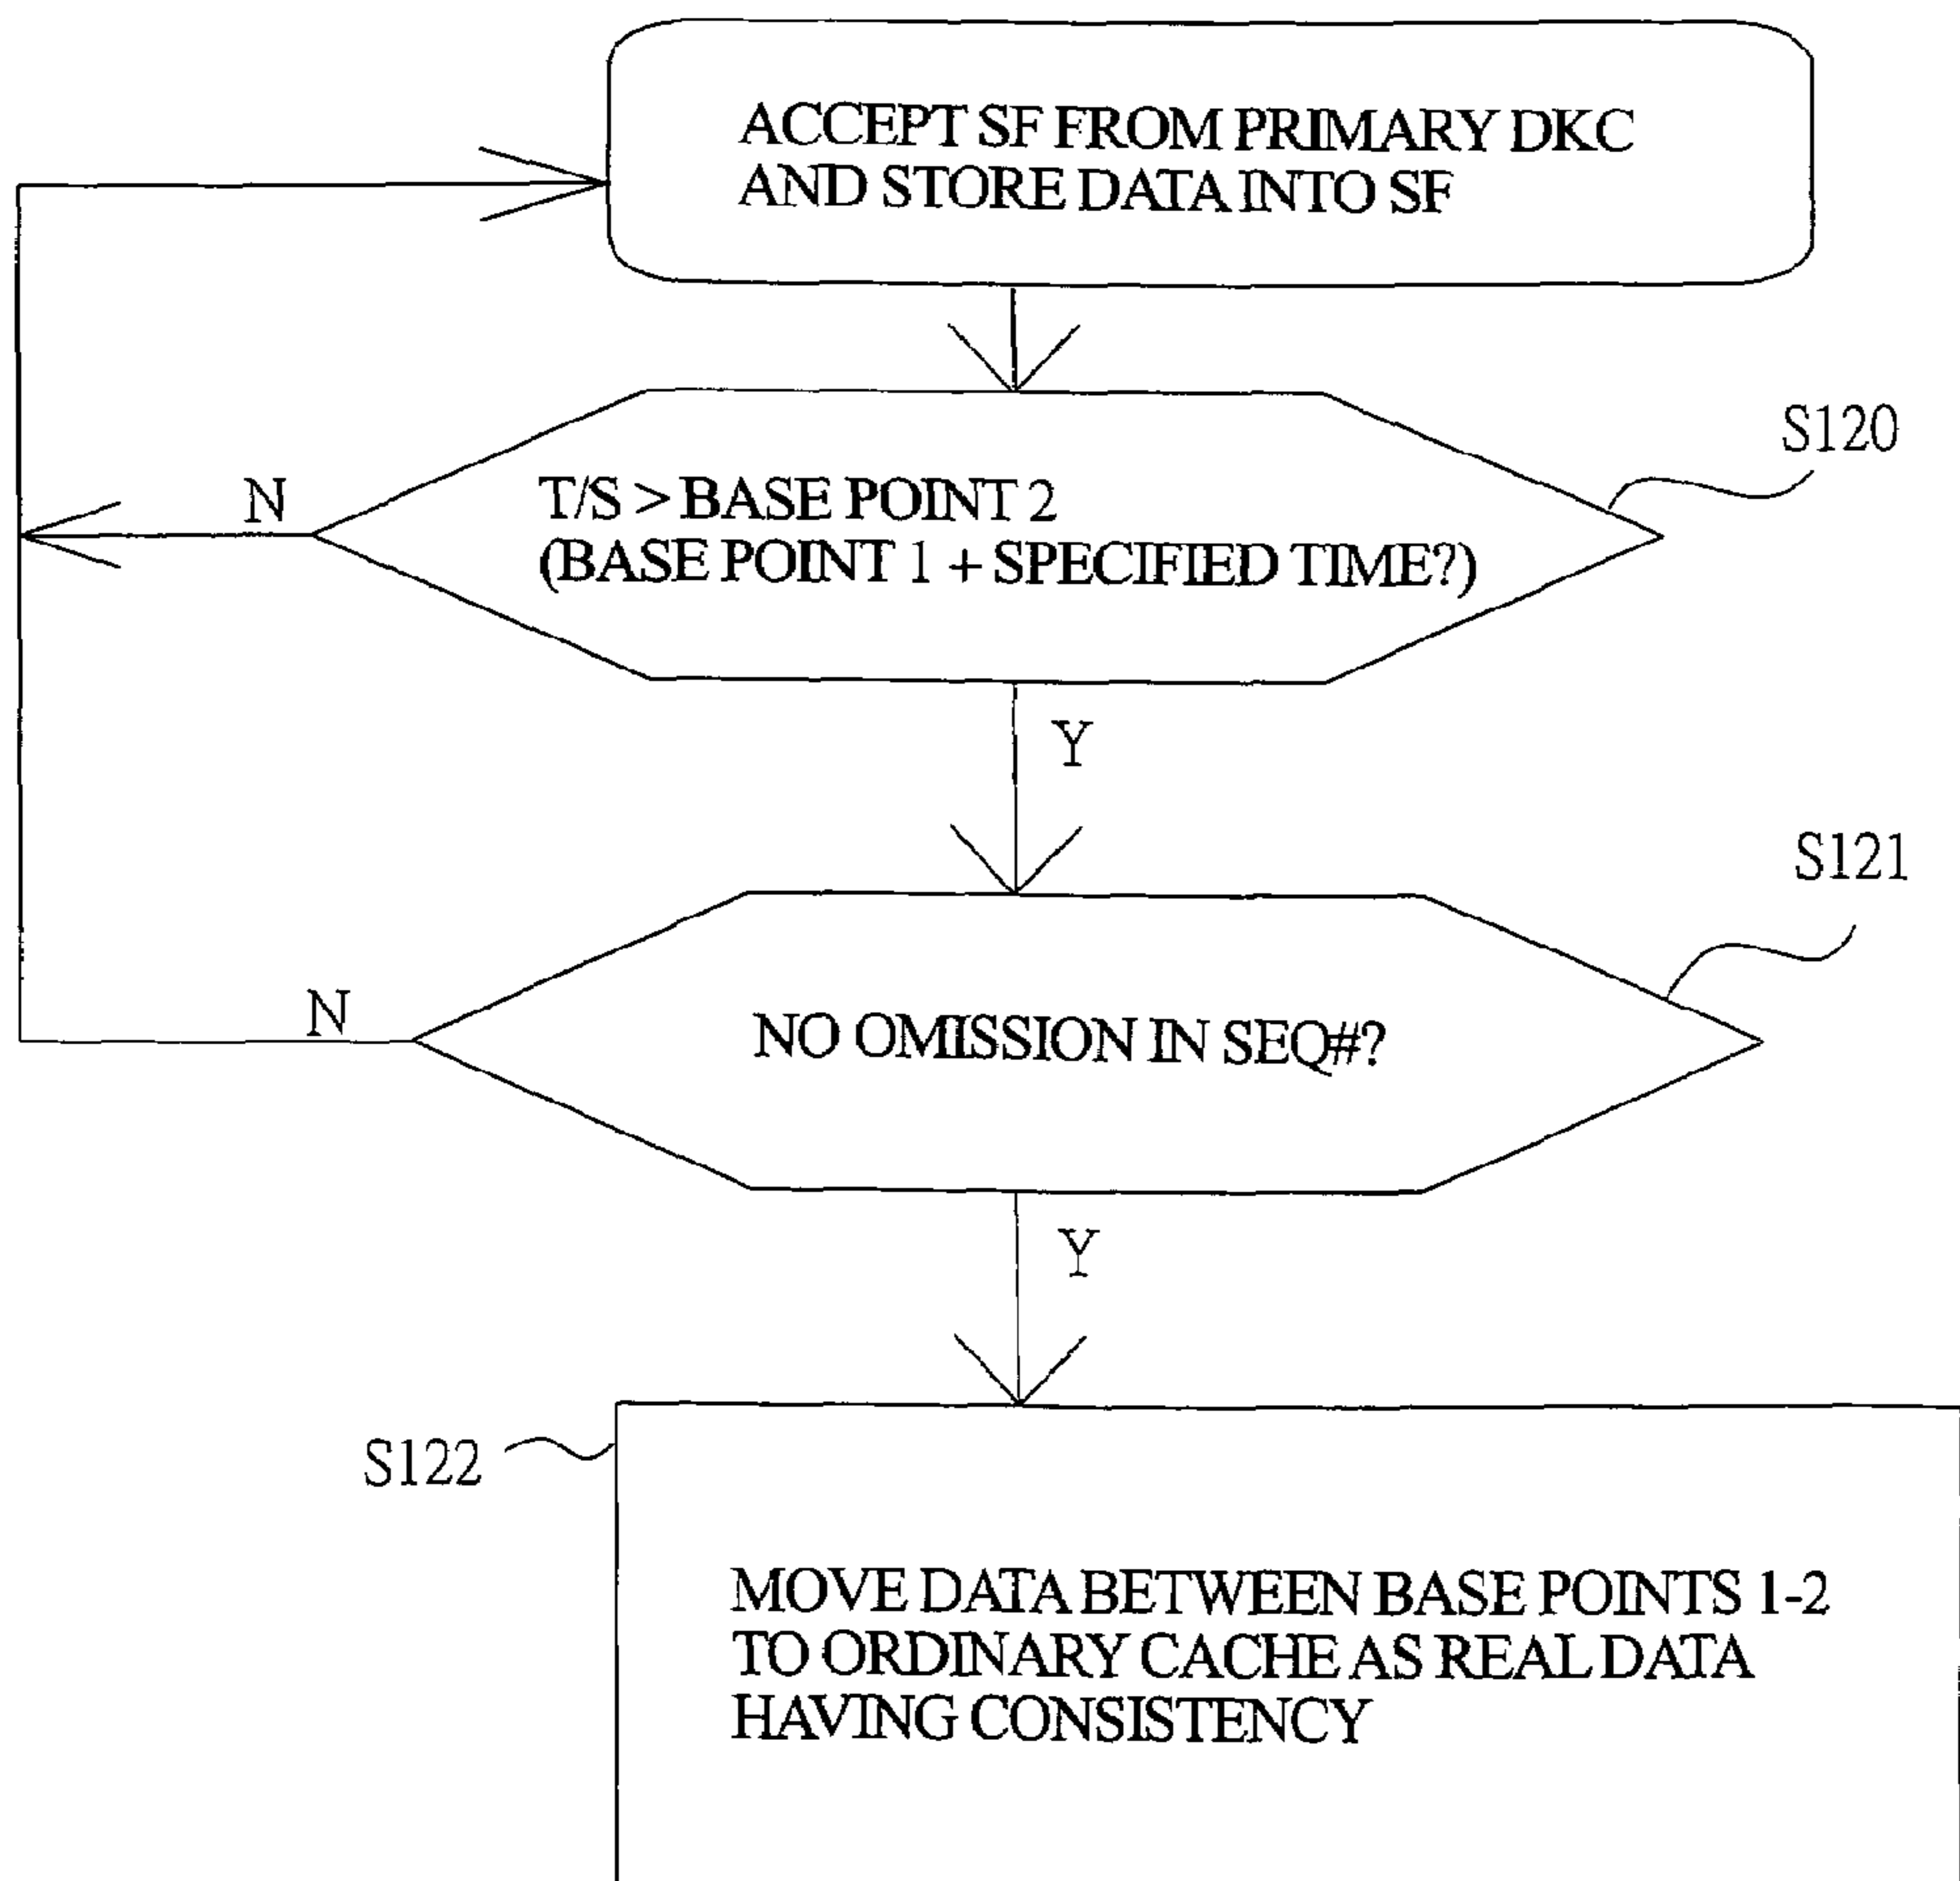 ACCEPT SF FROM PRIMARY DKC
AND STORE DATA INTO SF
S120
N
T/S > BASE POINT 2
(BASE POINT 1 + SPECIFIED TIME?)
Y
S121
N
NO OMISSION IN SEQ#?
Y
S122
MOVE DATA BETWEEN BASE POINTS 1-2
TO ORDINARY CACHE AS REAL DATA
HAVING CONSISTENCY